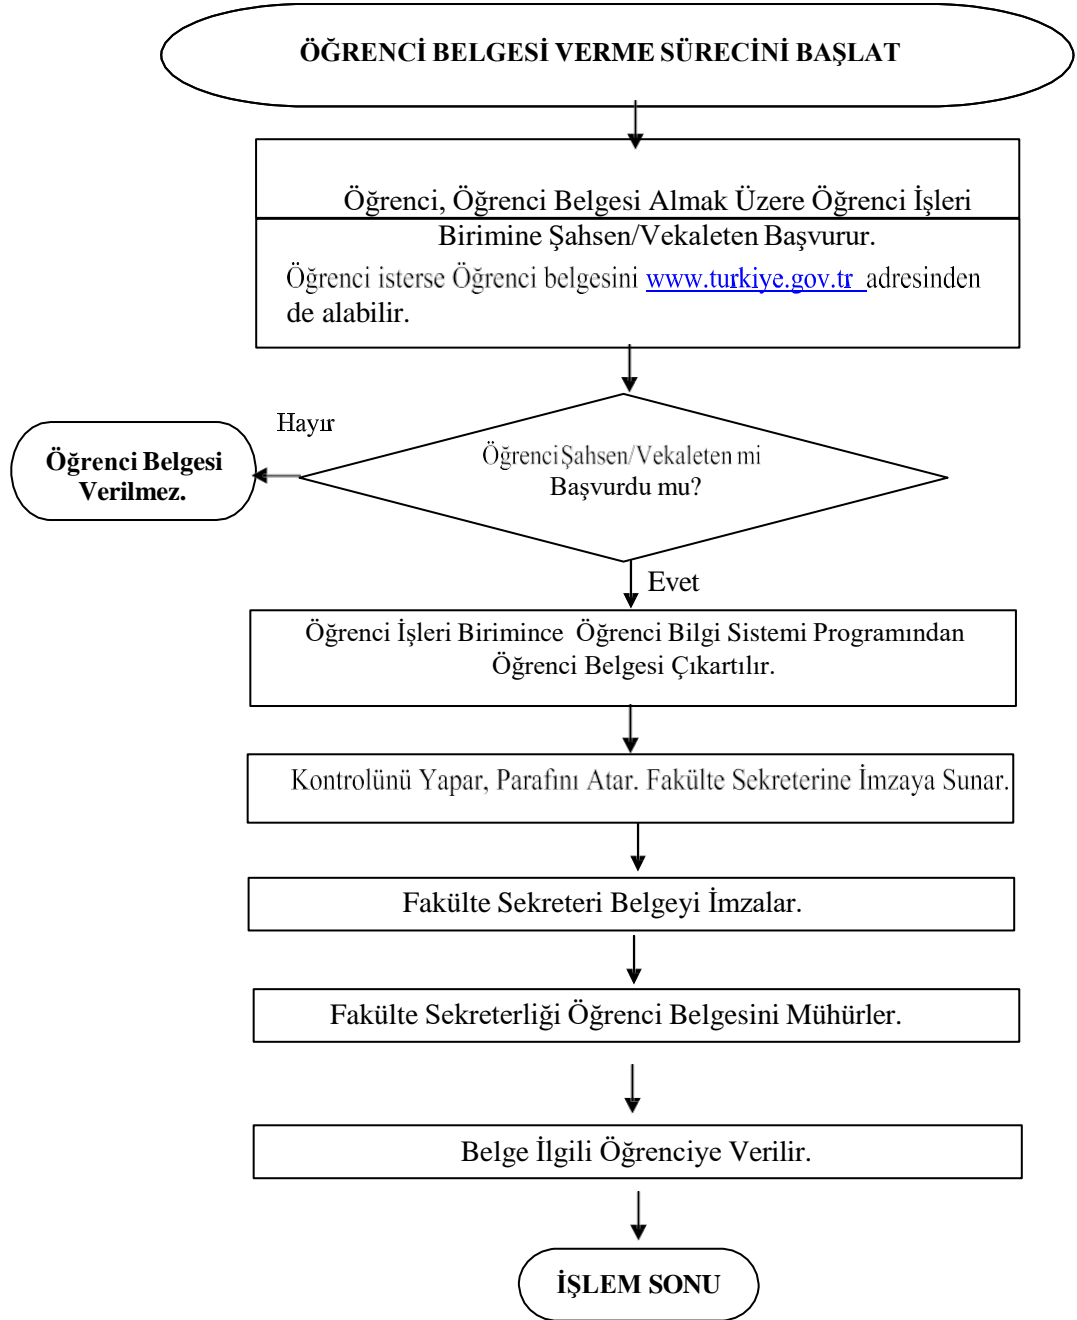 ÖĞRENCİ BELGESİ VERME SÜRECİNİ BAŞLAT
Öğrenci, Öğrenci Belgesi Almak Üzere Öğrenci İşleri
Birimine Şahsen/Vekaleten Başvurur.
Öğrenci isterse Öğrenci belgesini www.turkiye.gov.tr adresinden
de alabilir.
Hayır
Öğrenci Belgesi
Verilmez.
Öğrenci Şahsen/Vekaleten mi
Başvurdu mu?
Evet
Öğrenci İşleri Birimince Öğrenci Bilgi Sistemi Programından
Öğrenci Belgesi Çıkartılır.
Kontrolünü Yapar, Parafını Atar. Fakülte Sekreterine İmzaya Sunar.
Fakülte Sekreteri Belgeyi İmzalar.
Fakülte Sekreterliği Öğrenci Belgesini Mühürler.
Belge İlgili Öğrenciye Verilir.
İŞLEM SONU